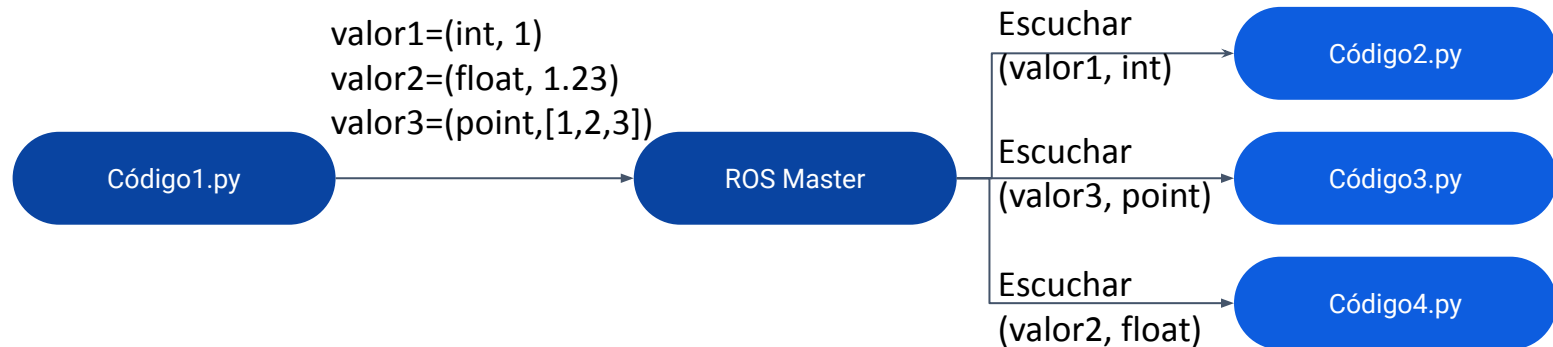 valor1=(int, 1)
valor2=(float, 1.23)
valor3=(point,[1,2,3])
Código1.py
ROS Master
Escuchar
(valor1, int)
Código2.py
Escuchar
(valor3, point)
Código3.py
Escuchar
(valor2, float)
Código4.py